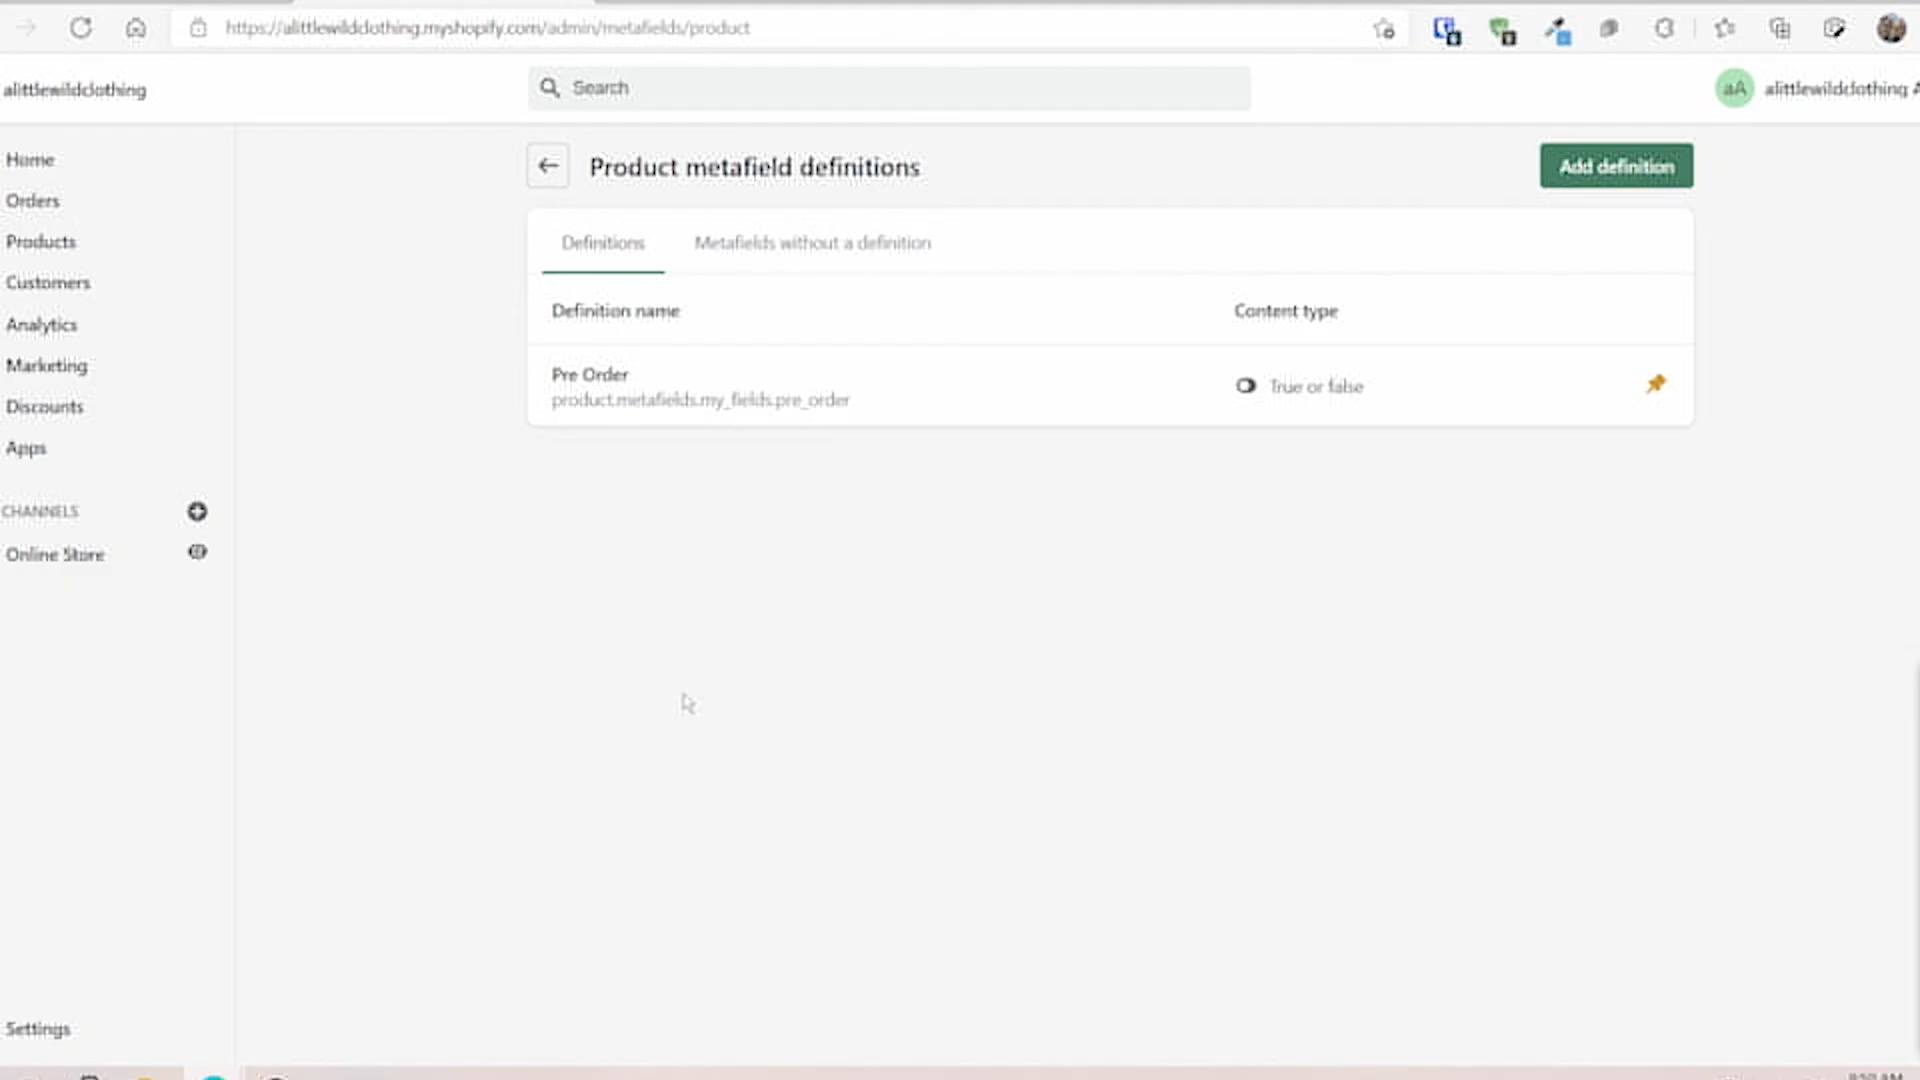 https://alittlewildclothing.myshopify.com/admin/metafields/product
alittlewildclothing
Search
aA
alittlewildclothing A
Home
Orders
Products
Customers
Analytics
Marketing
Discounts
Apps
CHANNELS
Online Store
Settings
Product metafield definitions
Add definition
Definitions
Metafields without a definition
Definition name
Content type
Pre Order
product.metafields.my_fields.pre_order
True or false